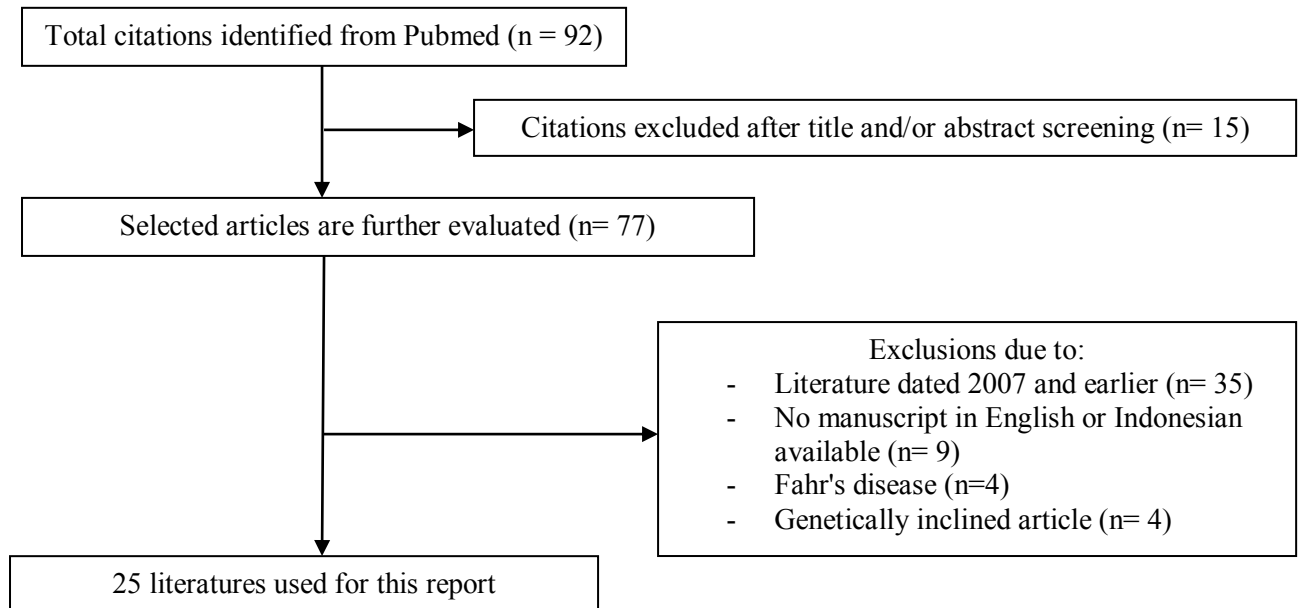 Total citations identified from Pubmed (n = 92)
Citations excluded after title and/or abstract screening (n= 15)
Selected articles are further evaluated (n= 77)
Exclusions due to:
- Literature dated 2007 and earlier (n= 35)
- No manuscript in English or Indonesian
available (n= 9)
- Fahr's disease (n=4)
- Genetically inclined article (n= 4)
25 literatures used for this report